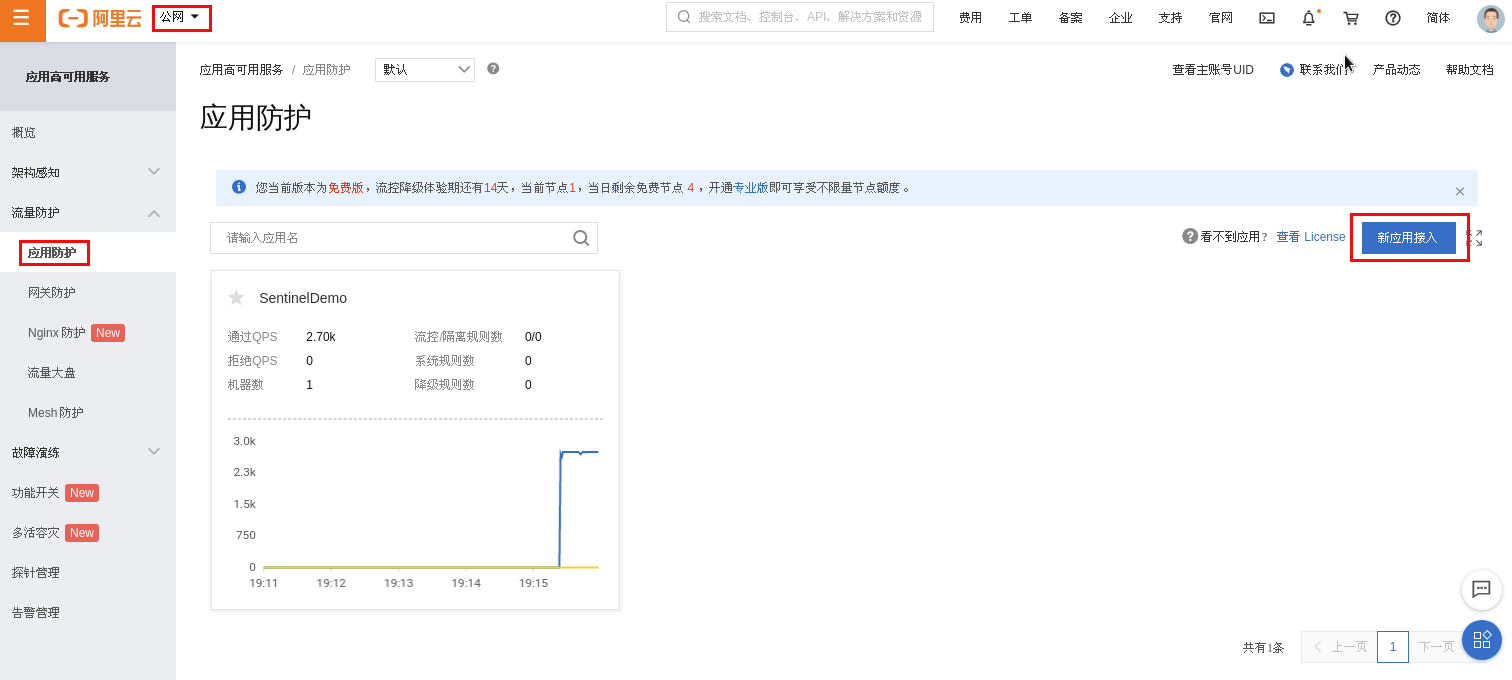 阿里云 公网 搜索文档、控制台、API、解决方案和资源 费用 工单 备案 企业 支持 官网 简体
应用高可用服务
应用高可用服务 / 应用防护 默认 查看主账号UID 联系我们 产品动态 帮助文档
应用防护
概览
架构感知
流量防护
应用防护
网关防护
Nginx 防护 New
流量大盘
Mesh 防护
故障演练
功能开关 New
多活容灾 New
探针管理
告警管理
您当前版本为免费版，流控降级体验期还有14天，当前节点1，当日剩余免费节点 4 ，开通专业版即可享受不限量节点额度 。
请输入应用名 看不到应用? 查看 License 新应用接入
SentinelDemo
通过QPS 2.70k 流控/隔离规则数 0/0
拒绝QPS 0 系统规则数 0
机器数 1 降级规则数 0
3.0k
2.3k
1.5k
750
0
19:11 19:12 19:13 19:14 19:15
共有1条 上一页 1 下一页